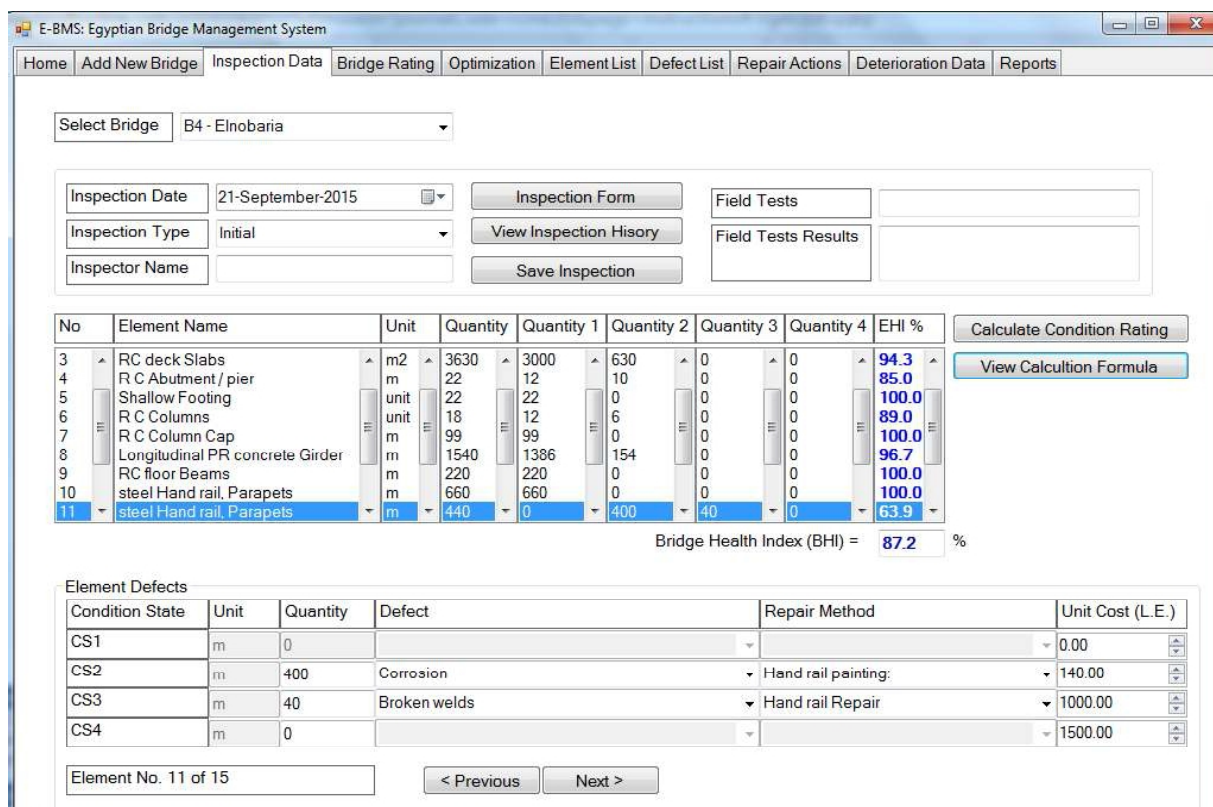 E-BMS: Egyptian Bridge Management System
Home Add New Bridge Inspection Data Bridge Rating Optimization Element List Defect List Repair Actions Deterioration Data Reports
Select Bridge B4 - Elnobaria
Inspection Date 21-September-2015 Inspection Form Field Tests
Inspection Type Initial View Inspection Hisory Field Tests Results
Inspector Name Save Inspection
No Element Name Unit Quantity Quantity 1 Quantity 2 Quantity 3 Quantity 4 EHI % Calculate Condition Rating
3 RC deck Slabs m2 3630 3000 630 0 0 94.3 View Calcultion Formula
4 R C Abutment / pier m 22 12 10 0 0 85.0
5 Shallow Footing unit 22 22 0 0 0 100.0
6 R C Columns unit 18 12 6 0 0 89.0
7 R C Column Cap m 99 99 0 0 0 100.0
8 Longitudinal PR concrete Girder m 1540 1386 154 0 0 96.7
9 RC floor Beams m 220 220 0 0 0 100.0
10 steel Hand rail, Parapets m 660 660 0 0 0 100.0
11 steel Hand rail, Parapets m 440 0 400 40 0 63.9
Bridge Health Index (BHI) = 87.2 %
Element Defects
Condition State Unit Quantity Defect Repair Method Unit Cost (L.E.)
CS1 m 0 0.00
CS2 m 400 Corrosion Hand rail painting: 140.00
CS3 m 40 Broken welds Hand rail Repair 1000.00
CS4 m 0 1500.00
Element No. 11 of 15 < Previous Next >